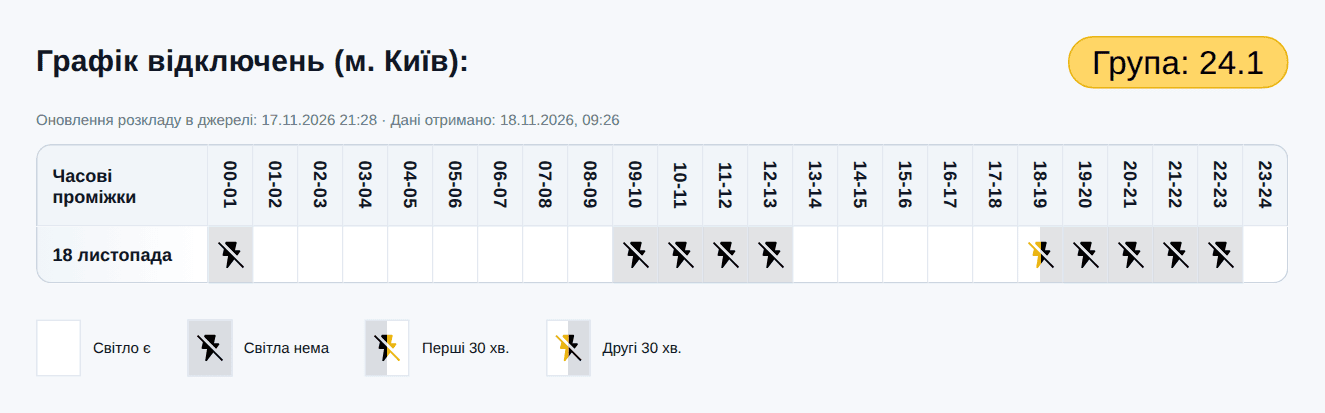 Графік відключень (м. Київ):
Група: 24.1
Оновлення розкладу в джерелі: 17.11.2026 21:28 · Дані отримано: 18.11.2026, 09:26
Часові
проміжки
00-01
01-02
02-03
03-04
04-05
05-06
06-07
07-08
08-09
09-10
10-11
11-12
12-13
13-14
14-15
15-16
16-17
17-18
18-19
19-20
20-21
21-22
22-23
23-24
18 листопада
Світло є
Світла нема
Перші 30 хв.
Другі 30 хв.